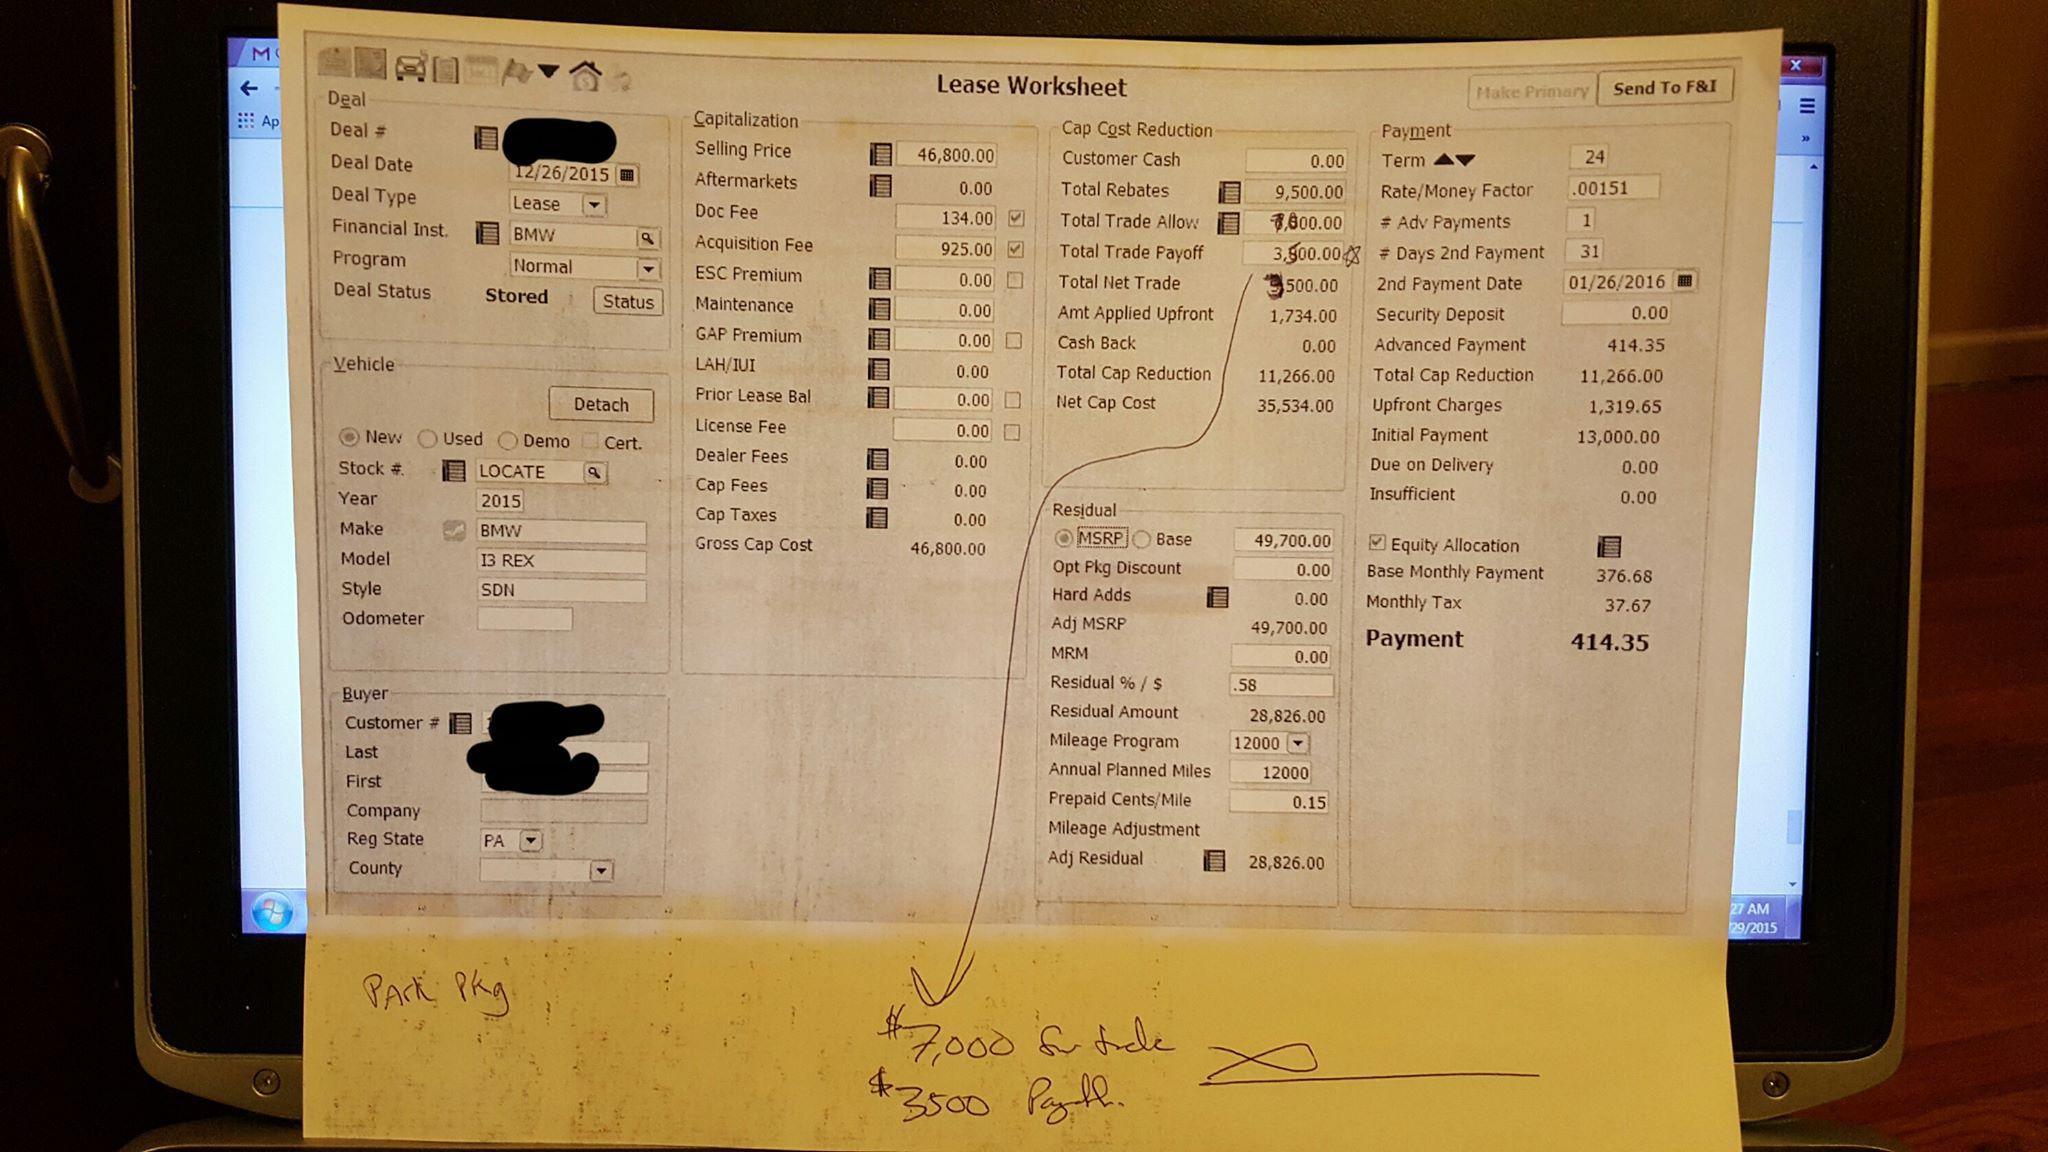 Lease Worksheet
Make Primary
Send To F&I
Deal
Deal #
Deal Date 12/26/2015
Deal Type Lease
Financial Inst. BMW
Program Normal
Deal Status Stored Status
Vehicle
Detach
New Used Demo Cert.
Stock #. LOCATE
Year 2015
Make BMW
Model I3 REX
Style SDN
Odometer
Buyer
Customer #
Last
First
Company
Reg State PA
County
Capitalization
Selling Price 46,800.00
Aftermarkets 0.00
Doc Fee 134.00
Acquisition Fee 925.00
ESC Premium 0.00
Maintenance 0.00
GAP Premium 0.00
LAH/IUI 0.00
Prior Lease Bal 0.00
License Fee 0.00
Dealer Fees 0.00
Cap Fees 0.00
Cap Taxes 0.00
Gross Cap Cost 46,800.00
Cap Cost Reduction
Customer Cash 0.00
Total Rebates 9,500.00
Total Trade Allow
Total Trade Payoff
Total Net Trade
Amt Applied Upfront 1,734.00
Cash Back 0.00
Total Cap Reduction 11,266.00
Net Cap Cost 35,534.00
Residual
MSRP Base 49,700.00
Opt Pkg Discount 0.00
Hard Adds 0.00
Adj MSRP 49,700.00
MRM 0.00
Residual % / $ .58
Residual Amount 28,826.00
Mileage Program 12000
Annual Planned Miles 12000
Prepaid Cents/Mile 0.15
Mileage Adjustment
Adj Residual 28,826.00
Payment
Term 24
Rate/Money Factor .00151
# Adv Payments 1
# Days 2nd Payment 31
2nd Payment Date 01/26/2016
Security Deposit 0.00
Advanced Payment 414.35
Total Cap Reduction 11,266.00
Upfront Charges 1,319.65
Initial Payment 13,000.00
Due on Delivery 0.00
Insufficient 0.00
Equity Allocation
Base Monthly Payment 376.68
Monthly Tax 37.67
Payment 414.35
Park Pkg
$7,000 for trade
$3500 Payoff.
M
Ap
27 AM
29/2015